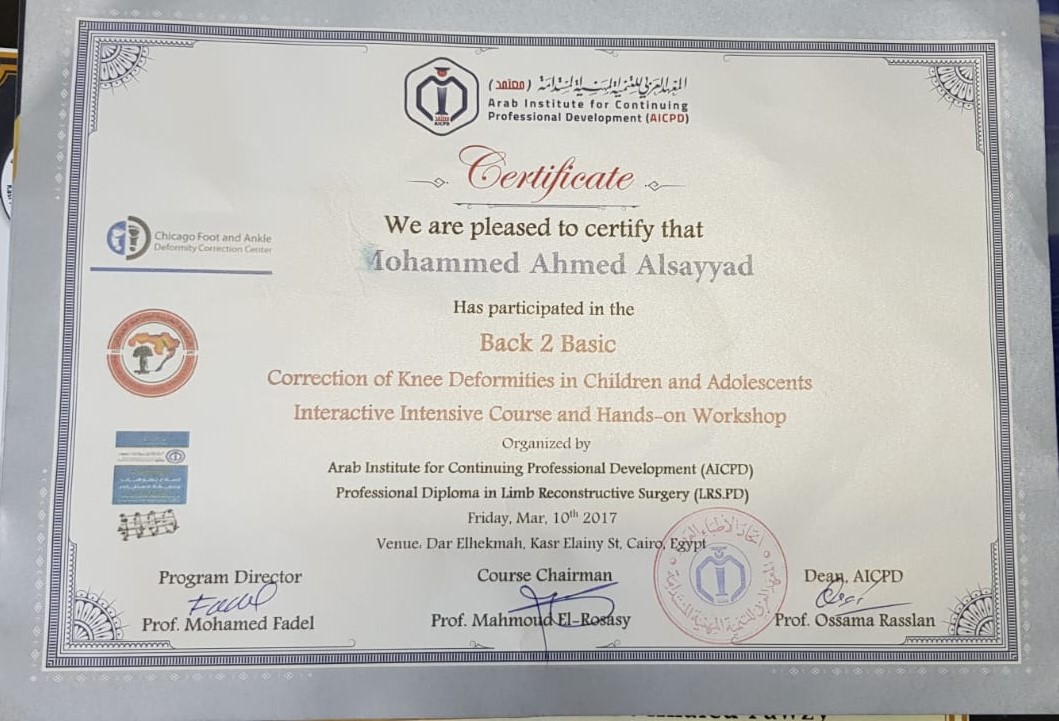 المعهد العربي للتنمية المهنية المستدامة (معتمد)
Arab Institute for Continuing
Professional Development (AICPD)
AICPD
Certificate
We are pleased to certify that
Chicago Foot and Ankle
Deformity Correction Center
Mohammed Ahmed Alsayyad
Has participated in the
Back 2 Basic
Correction of Knee Deformities in Children and Adolescents
Interactive Intensive Course and Hands-on Workshop
Organized by
Arab Institute for Continuing Professional Development (AICPD)
Professional Diploma in Limb Reconstructive Surgery (LRS.PD)
Friday, Mar, 10th 2017
Venue: Dar Elhekmah, Kasr Elainy St, Cairo, Egypt
Program Director
Course Chairman
Dean, AICPD
Fadel
Prof. Mohamed Fadel
Prof. Mahmoud El-Rosasy
Prof. Ossama Rasslan